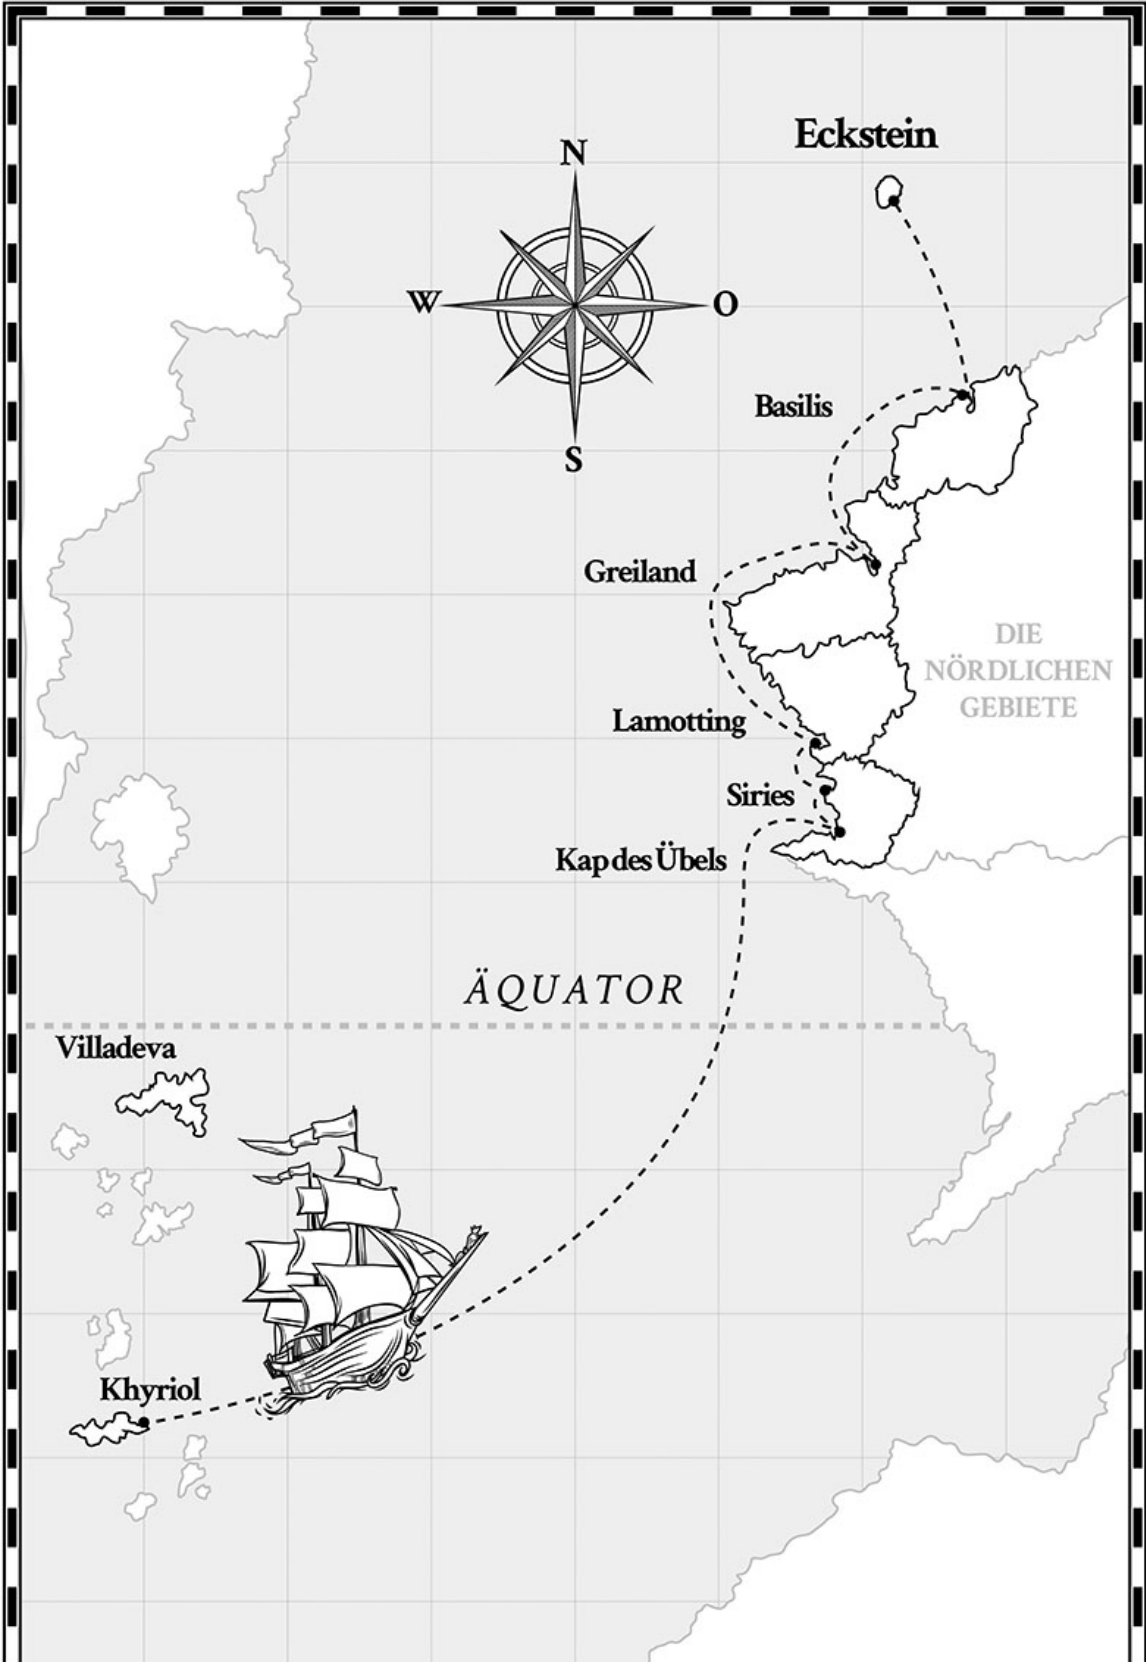 Eckstein
N
W
O
S
Basilis
Greiland
DIE
NÖRDLICHEN
GEBIETE
Lamotting
Siries
Kap des Übels
ÄQUATOR
Villadeva
Khyriol